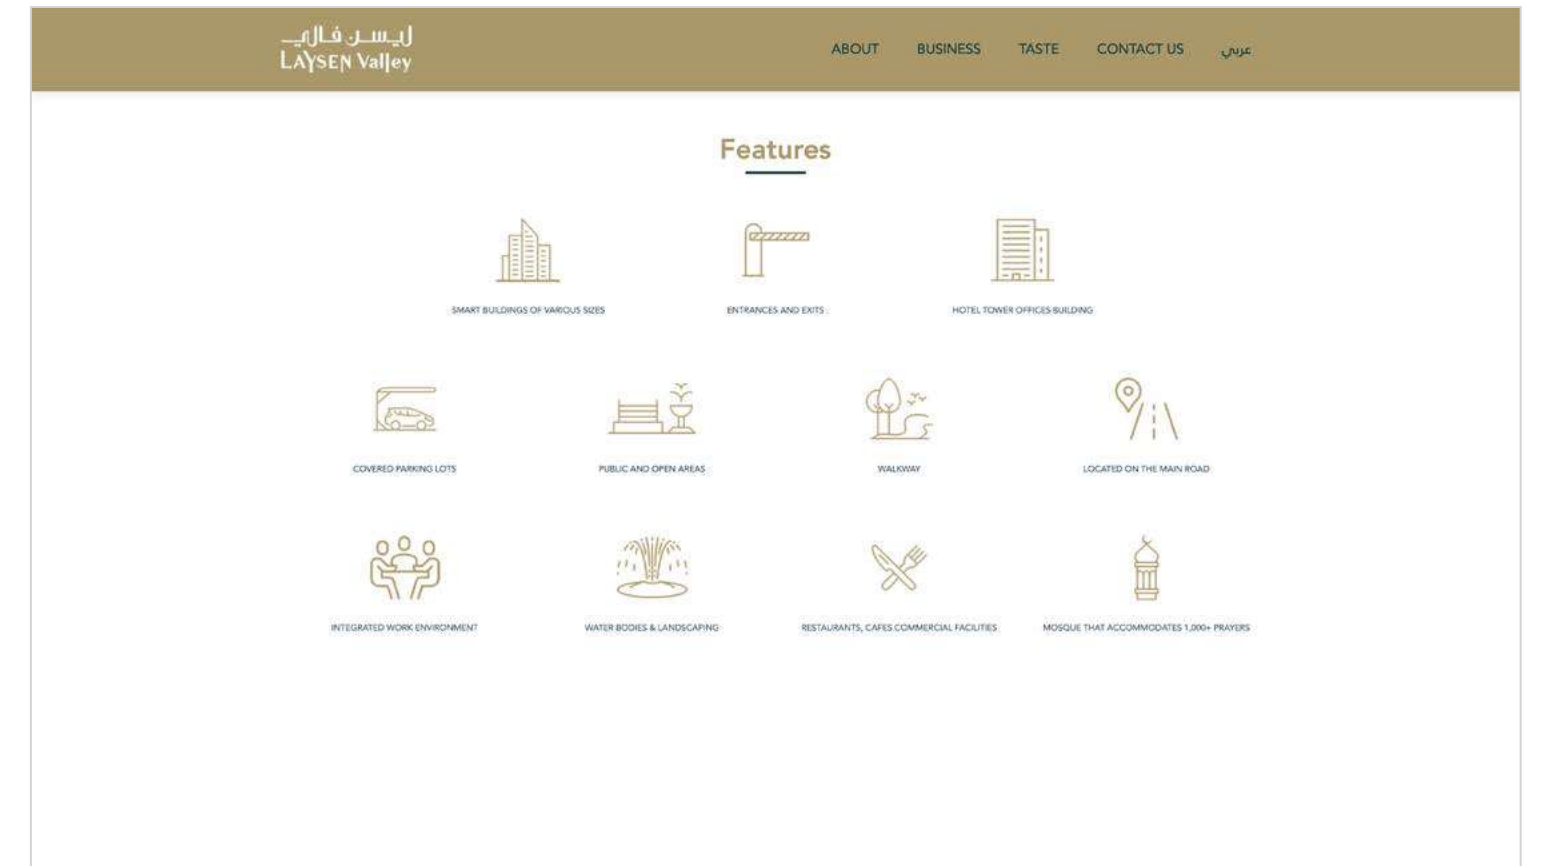 ليسن فالي
LAYSEN Valley
ABOUT
BUSINESS
TASTE
CONTACT US
عربي
Features
SMART BUILDINGS OF VARIOUS SIZES
ENTRANCES AND EXITS .
HOTEL TOWER OFFICES BUILDING
COVERED PARKING LOTS
PUBLIC AND OPEN AREAS
WALKWAY
LOCATED ON THE MAIN ROAD
INTEGRATED WORK ENVIRONMENT
WATER BODIES & LANDSCAPING
RESTAURANTS, CAFES COMMERCIAL FACILITIES
MOSQUE THAT ACCOMMODATES 1,000+ PRAYERS